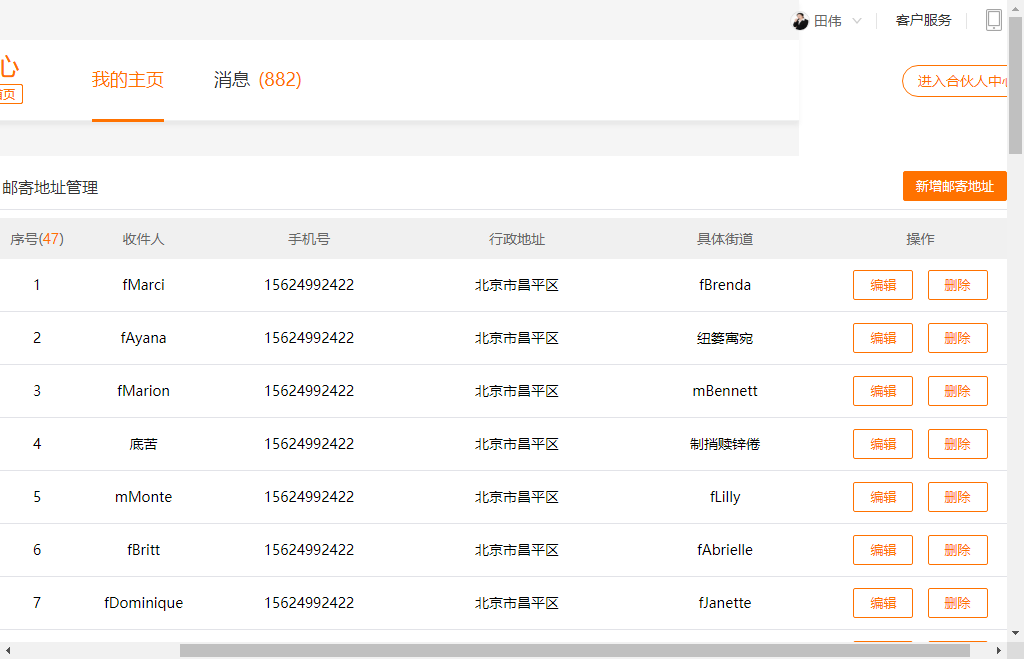 田伟 客户服务
心
我的主页 消息 (882)
首页
进入合伙人中心
邮寄地址管理 新增邮寄地址
序号(47) 收件人 手机号 行政地址 具体街道 操作
1 fMarci 15624992422 北京市昌平区 fBrenda 编辑 删除
2 fAyana 15624992422 北京市昌平区 纽篓寓宛 编辑 删除
3 fMarion 15624992422 北京市昌平区 mBennett 编辑 删除
4 底苦 15624992422 北京市昌平区 制捎赎锌倦 编辑 删除
5 mMonte 15624992422 北京市昌平区 fLilly 编辑 删除
6 fBritt 15624992422 北京市昌平区 fAbrielle 编辑 删除
7 fDominique 15624992422 北京市昌平区 fJanette 编辑 删除